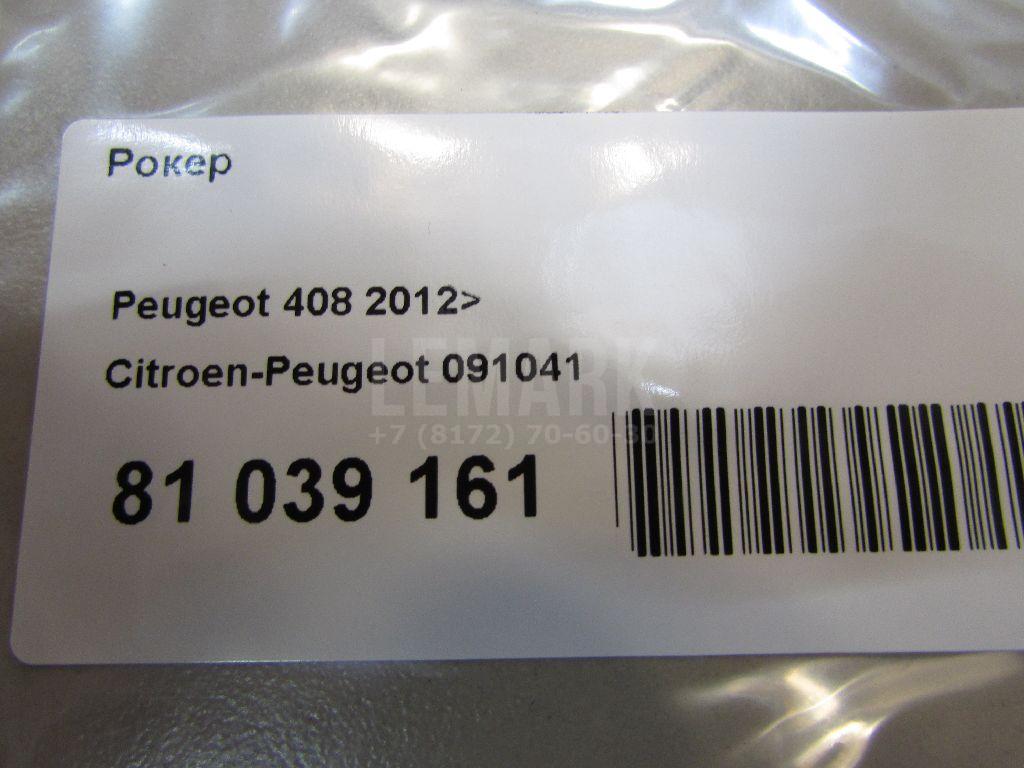 Рокер
Peugeot 408 2012>
Citroen-Peugeot 091041
LEMARK
+7 (8172) 70-60-30
81 039 161